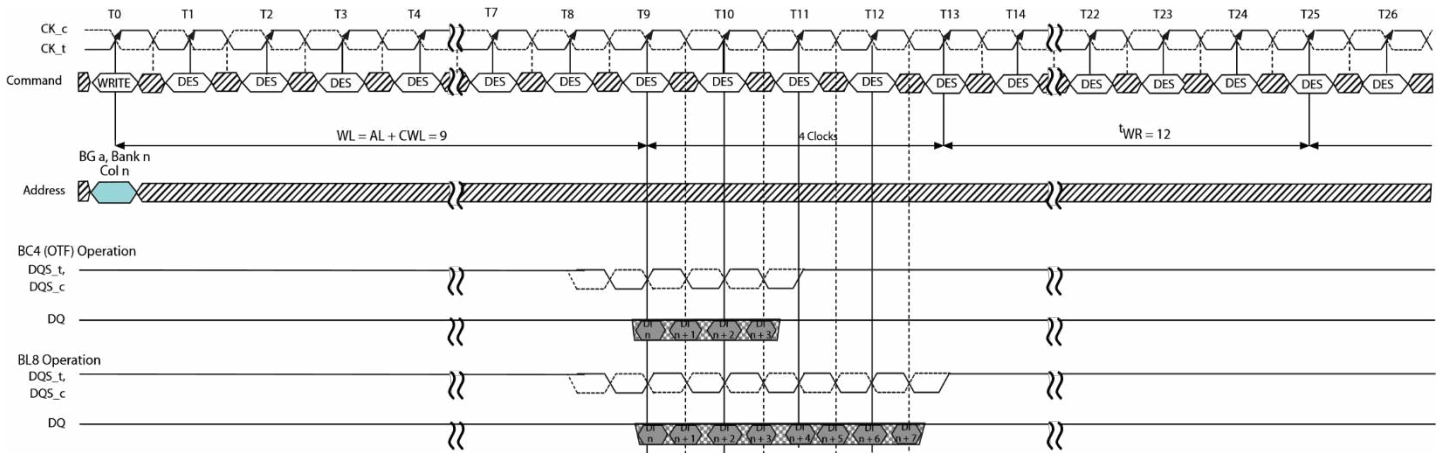 T0 T1 T2 T3 T4 T7 T8 T9 T10 T11 T12 T13 T14 T22 T23 T24 T25 T26
CK_c
CK_t
Command WRITE DES DES DES DES DES DES DES DES DES DES DES DES DES DES DES DES DES
WL = AL + CWL = 9 4 Clocks tWR = 12
BG a, Bank n
Col n
Address
BC4 (OTF) Operation
DQS_t,
DQS_c
DQ
DI DI DI DI
n n + 1 n + 2 n + 3
BL8 Operation
DQS_t,
DQS_c
DQ
DI DI DI DI DI DI DI DI
n n + 1 n + 2 n + 3 n + 4 n + 5 n + 6 n + 7